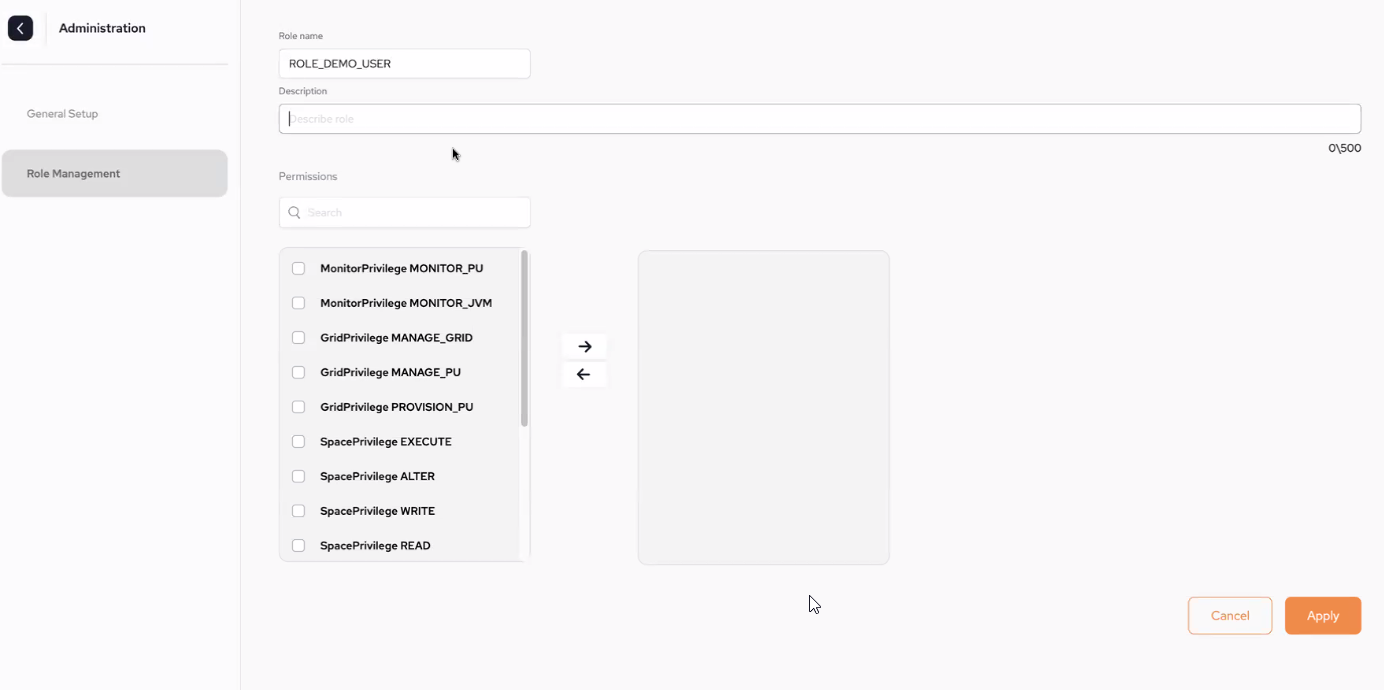 Administration
General Setup
Role Management
Role name
ROLE_DEMO_USER
Description
Describe role
0\500
Permissions
Search
MonitorPrivilege MONITOR_PU
MonitorPrivilege MONITOR_JVM
GridPrivilege MANAGE_GRID
GridPrivilege MANAGE_PU
GridPrivilege PROVISION_PU
SpacePrivilege EXECUTE
SpacePrivilege ALTER
SpacePrivilege WRITE
SpacePrivilege READ
Cancel
Apply